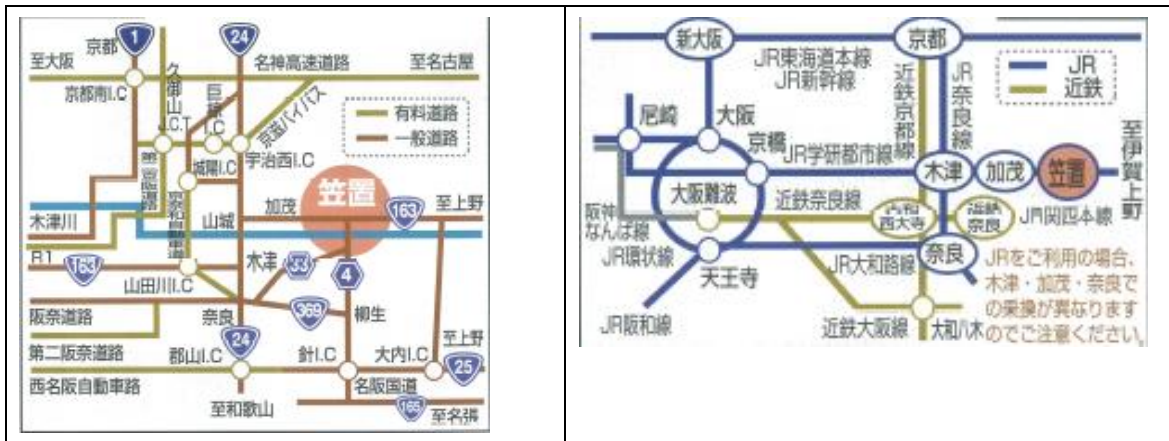 京都
1
24
至大阪
名神高速道路
至名古屋
京都南I.C
久御山
J.C.T
巨椋
I.C
京滋バイパス
有料道路
一般道路
城陽I.C
宇治西I.C
第二京阪道路
京奈和自動車道
山城
加茂
笠置
163
至上野
木津川
R1
163
山田川I.C
木津
33
4
369
柳生
阪奈道路
奈良
第二阪奈道路
24
郡山I.C
針I.C
大内I.C
至上野
25
西名阪自動車路
名阪国道
至和歌山
165
至名張
新大阪
京都
JR東海道本線
JR新幹線
JR
近鉄
近鉄京都線
JR奈良線
尼崎
大阪
京橋
JR学研都市線
木津
加茂
笠置
至伊賀上野
大阪難波
近鉄奈良線
大和
西大寺
近鉄
奈良
JR関西本線
阪神
なんば線
JR環状線
天王寺
JR大和路線
奈良
JR阪和線
近鉄大阪線
大和八木
JRをご利用の場合、
木津・加茂・奈良で
の乗換が異なります
のでご注意ください。